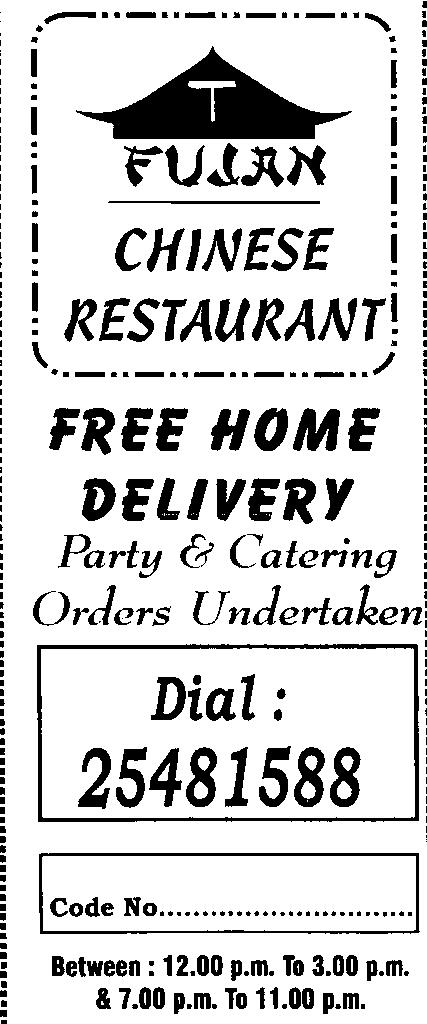 T
FUJAN
CHINESE
RESTAURANT
FREE HOME
DELIVERY
Party & Catering
Orders Undertaken
Dial :
25481588
Code No..............................
Between : 12.00 p.m. To 3.00 p.m.
& 7.00 p.m. To 11.00 p.m.